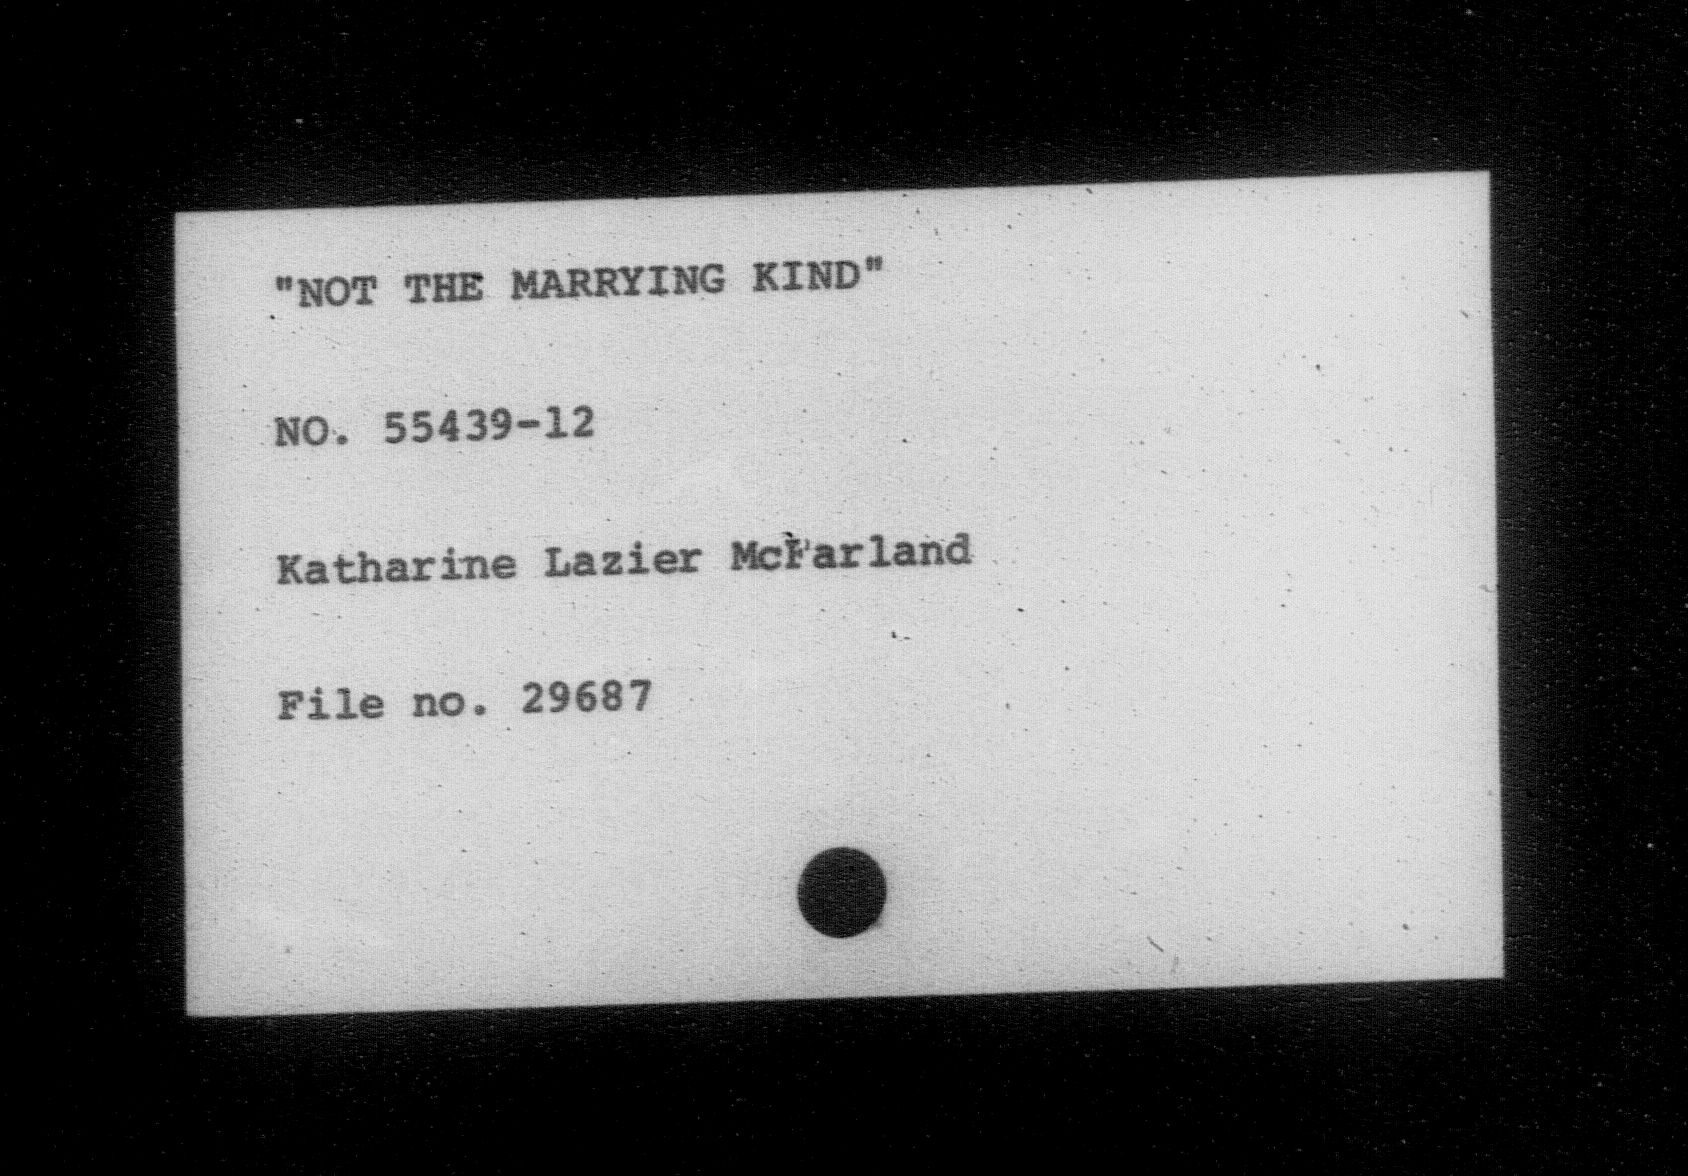 "NOT THE MARRYING KIND"
NO. 55439-12
Katharine Lazier McFarland
File no. 29687